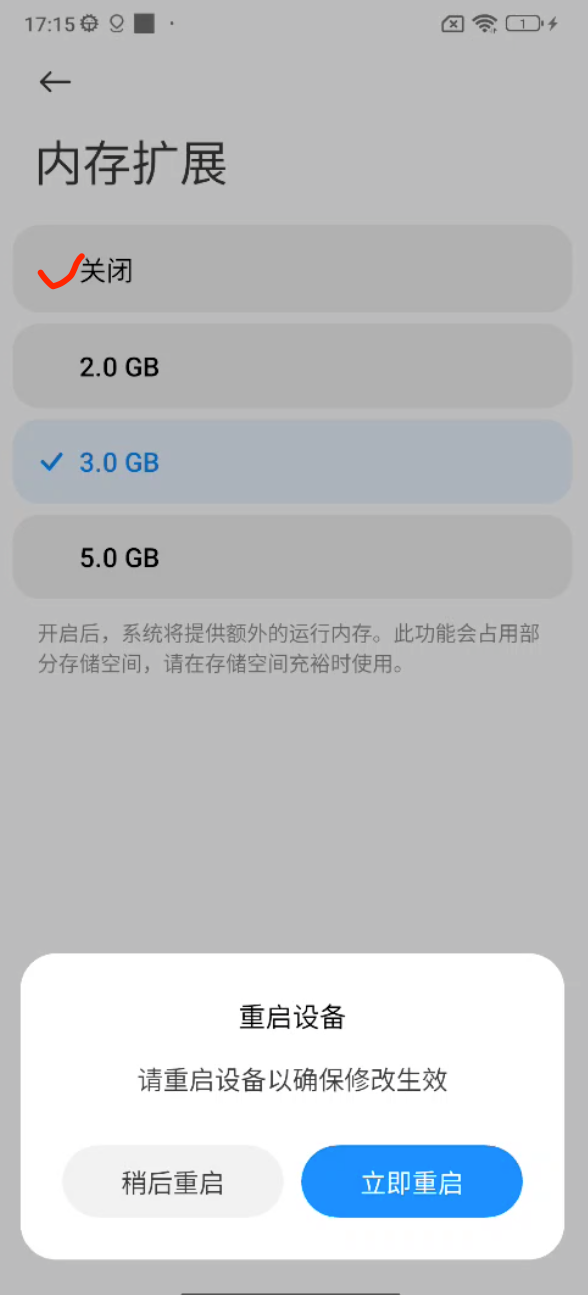 17:15
1
内存扩展
关闭
2.0 GB
3.0 GB
5.0 GB
开启后，系统将提供额外的运行内存。此功能会占用部
分存储空间，请在存储空间充裕时使用。
重启设备
请重启设备以确保修改生效
稍后重启
立即重启